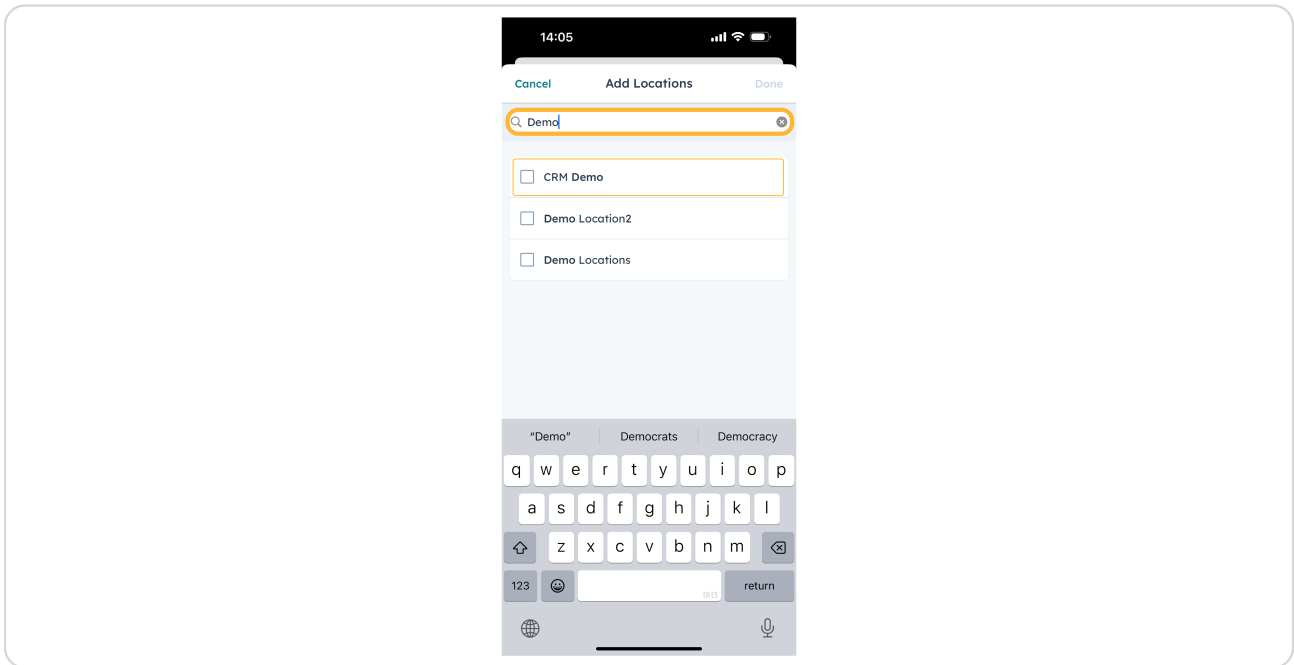 14:05
Cancel Add Locations Done
Demo
CRM Demo
Demo Location2
Demo Locations
"Demo" Democrats Democracy
q w e r t y u i o p
a s d f g h j k l
z x c v b n m
123 return